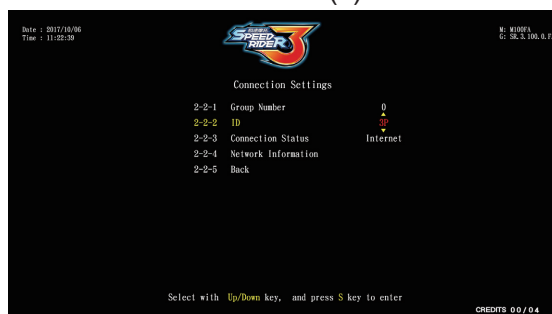 Date : 2017/10/06
Time : 11:22:39
M: M100FA
G: SR.3.100.0.F
SPEED
RIDER
3
Connection Settings
2-2-1 Group Number 0
2-2-2 ID 3P
2-2-3 Connection Status Internet
2-2-4 Network Information
2-2-5 Back
Select with Up/Down key, and press S key to enter
CREDITS 00/04